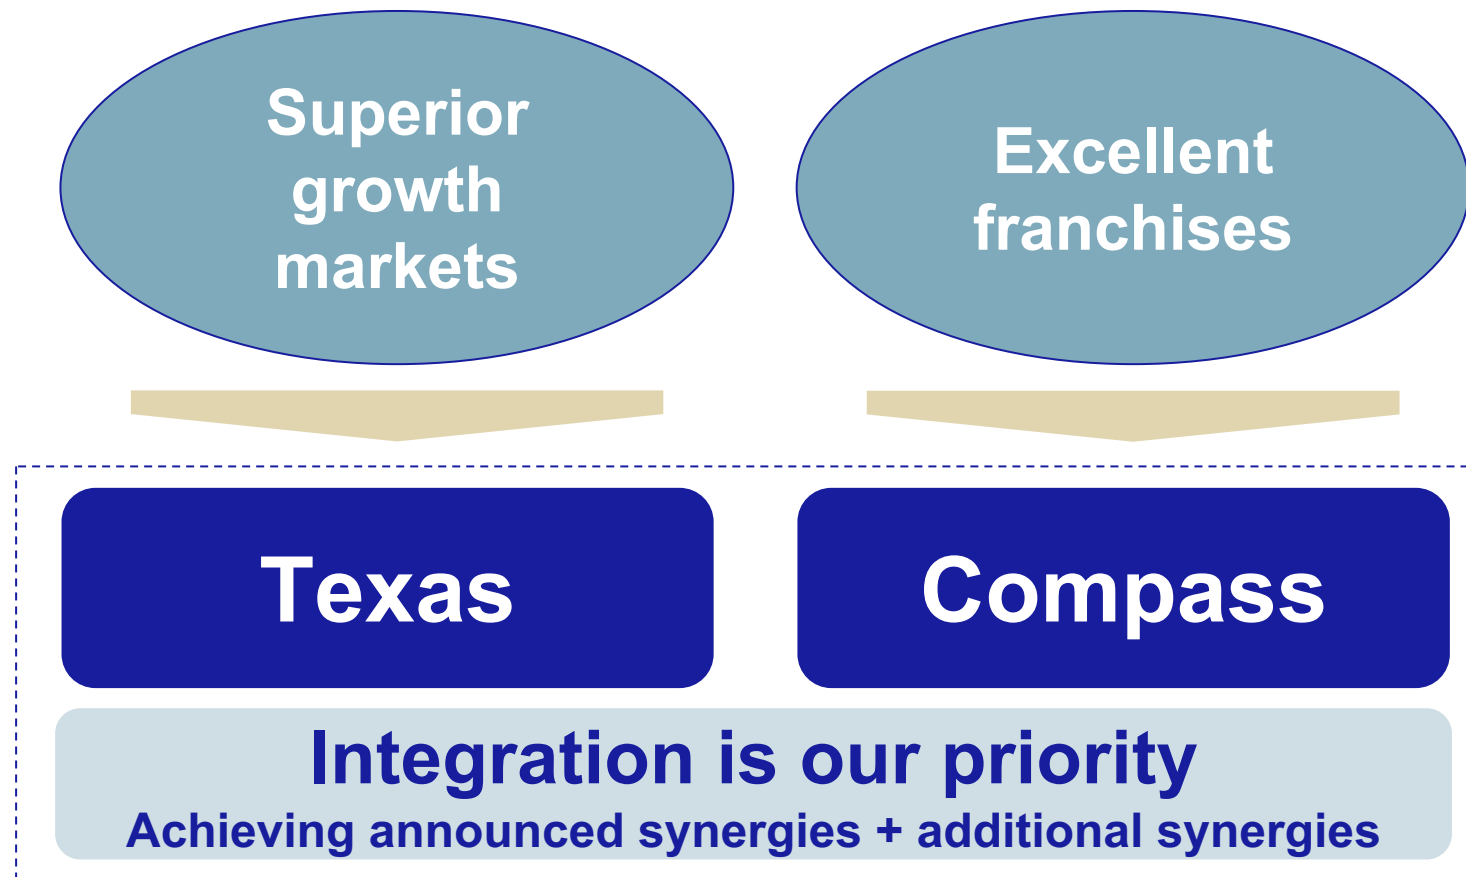 Superior
growth
markets
Excellent
franchises
Texas
Compass
Integration is our priority
Achieving announced synergies + additional synergies